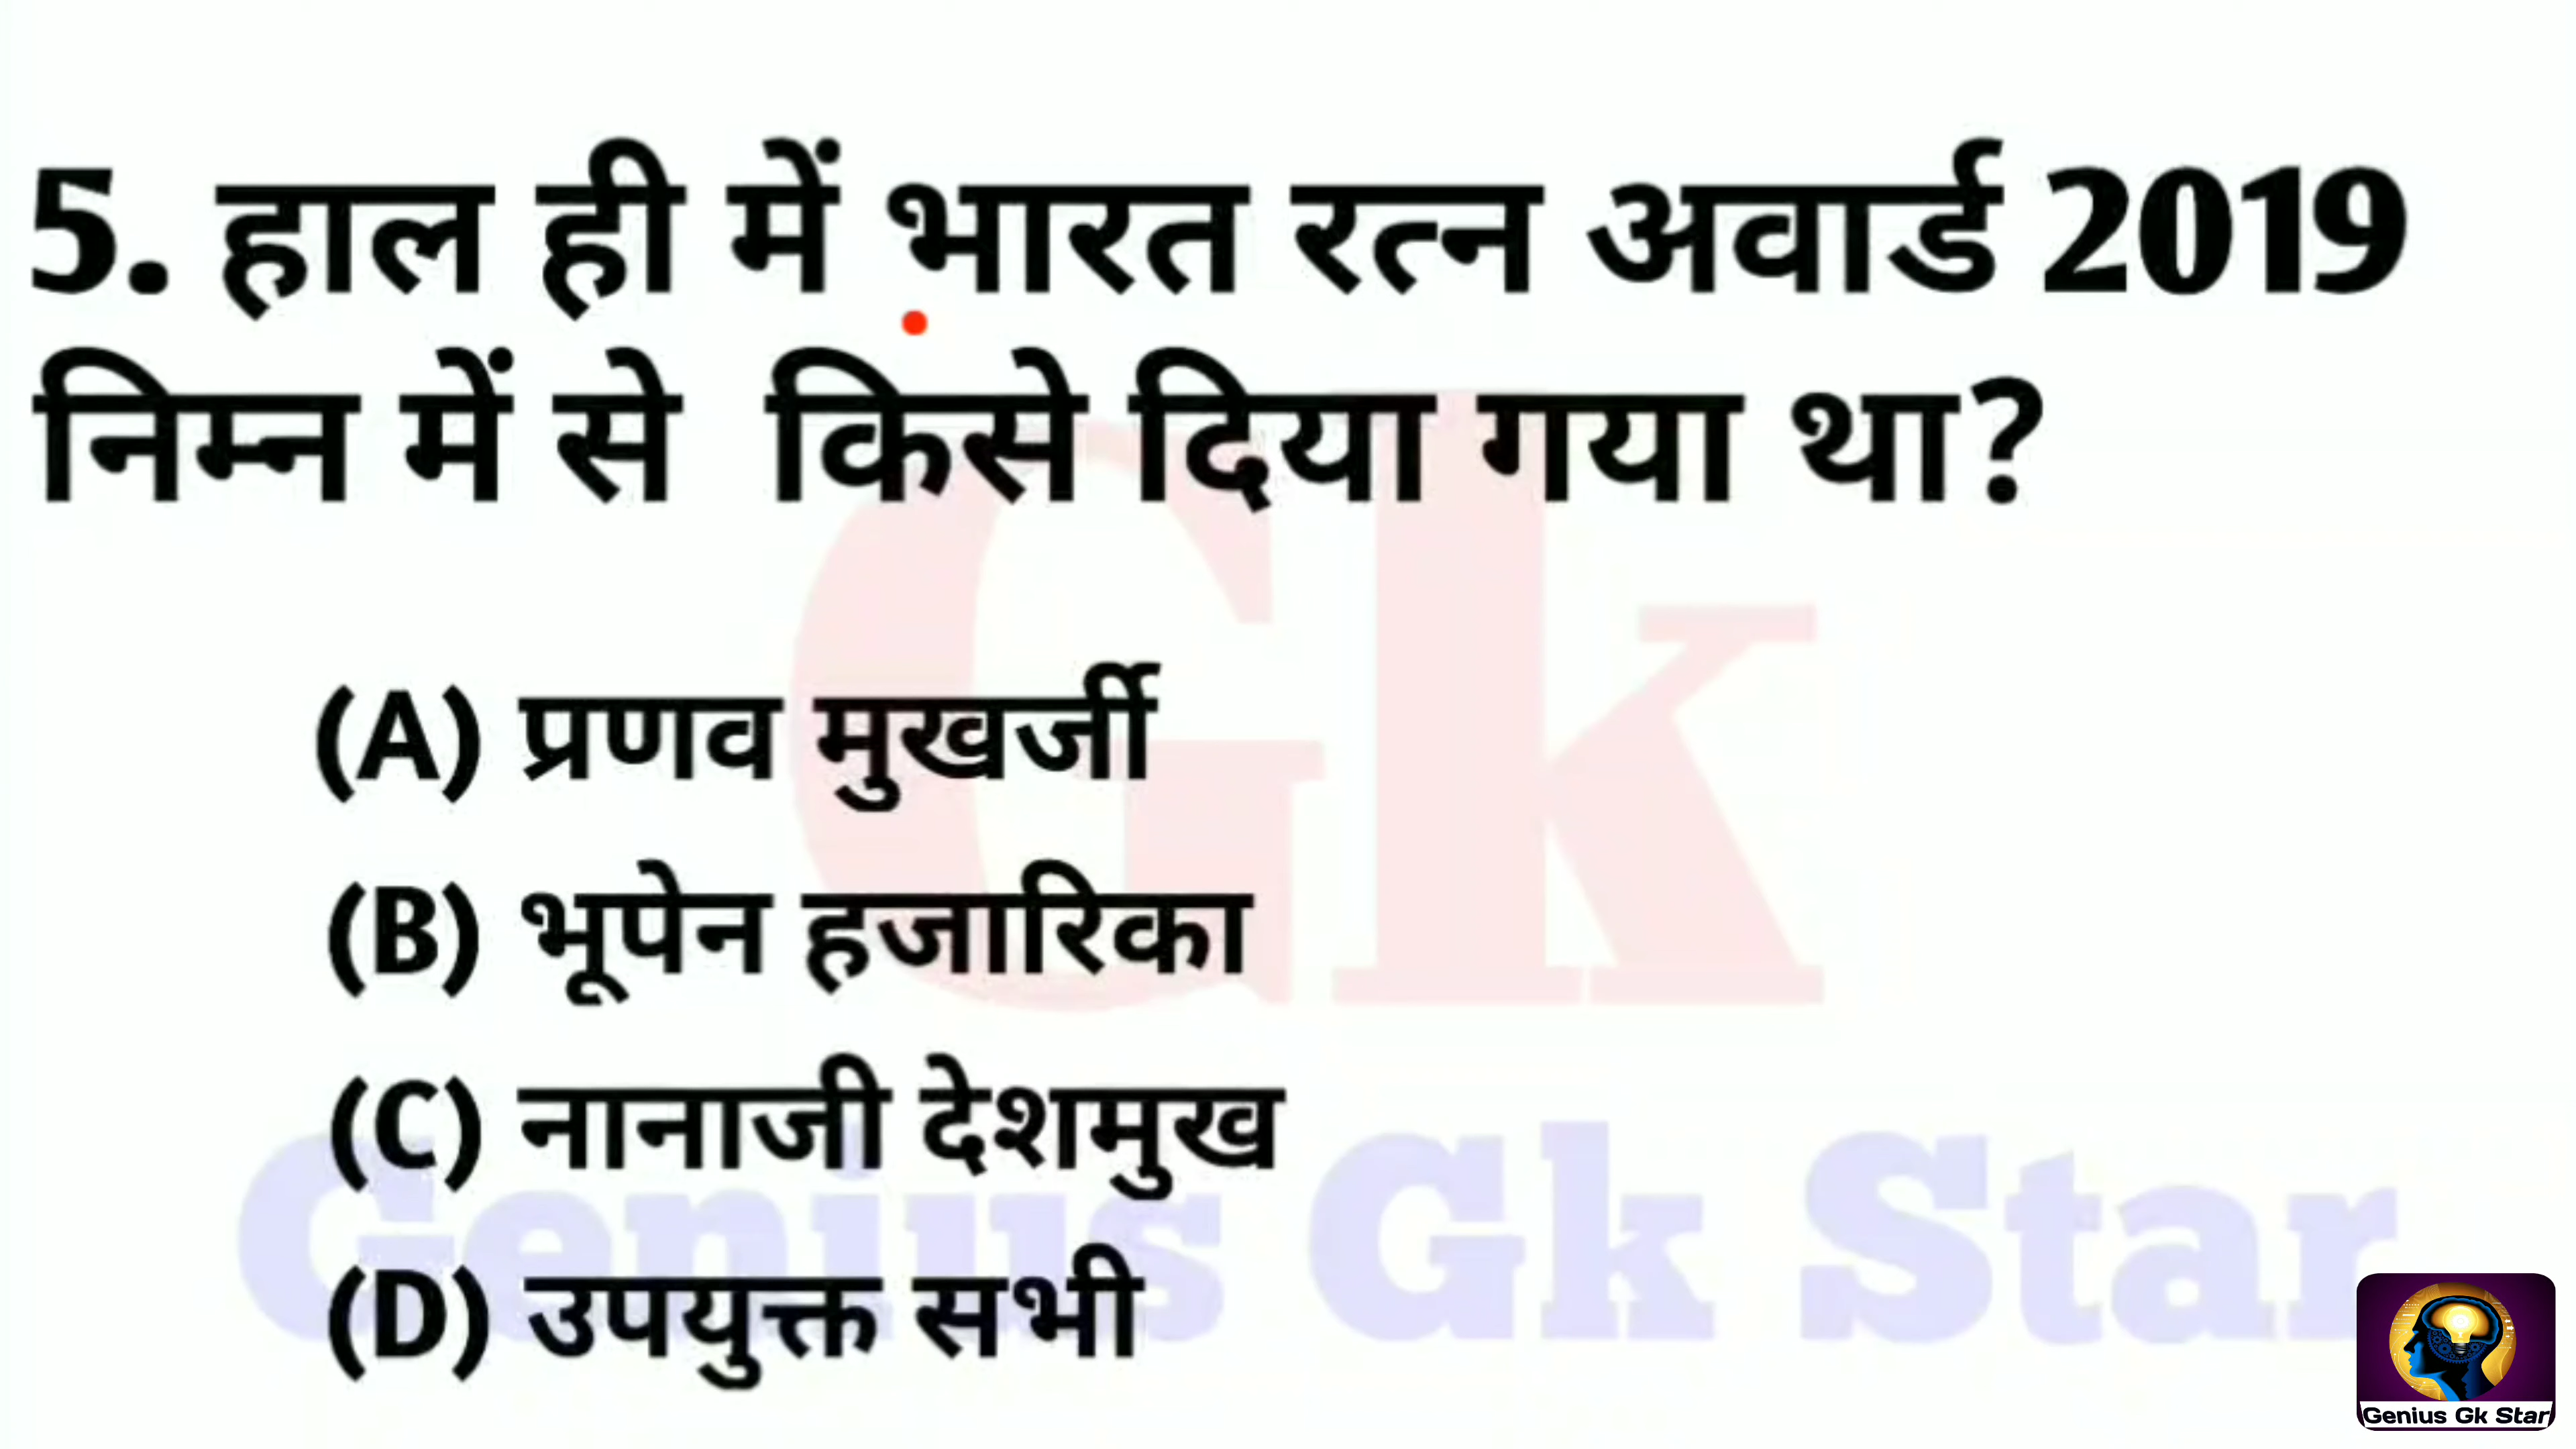 5. हाल ही में भारत रत्न अवार्ड 2019
निम्न में से किसे दिया गया था?
(A) प्रणव मुखर्जी
(B) भूपेन हजारिका
(C) नानाजी देशमुख
(D) उपयुक्त सभी
Gk
Genius Gk Star
Genius Gk Star